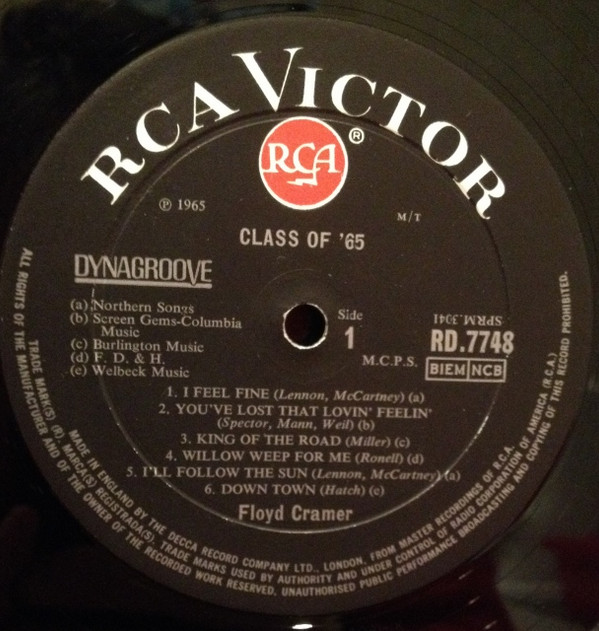 RCA VICTOR
RCA
®
℗ 1965
M/T
CLASS OF '65
DYNAGROOVE
(a) Northern Songs
(b) Screen Gems-Columbia
Music
(c) Burlington Music
(d) F. D. & H.
(e) Welbeck Music
Side
1
M.C.P.S.
SPRM.3041
RD.7748
BIEM NCB
1. I FEEL FINE (Lennon, McCartney) (a)
2. YOU'VE LOST THAT LOVIN' FEELIN'
(Spector, Mann, Weil) (b)
3. KING OF THE ROAD (Miller) (c)
4. WILLOW WEEP FOR ME (Ronell) (d)
5. I'LL FOLLOW THE SUN (Lennon, McCartney) (a)
6. DOWN TOWN (Hatch) (e)
Floyd Cramer
MADE IN ENGLAND BY THE DECCA RECORD COMPANY LTD., LONDON, FROM MASTER RECORDINGS OF R.C.A.
TRADE MARK(S) (R), MARCA(S) REGISTRADA(S). TRADE MARKS USED BY AUTHORITY AND UNDER CONTROL OF RADIO CORPORATION OF AMERICA (R.C.A.)
ALL RIGHTS OF THE MANUFACTURER AND OF THE OWNER OF THE RECORDED WORK RESERVED, UNAUTHORISED PUBLIC PERFORMANCE BROADCASTING AND COPYING OF THIS RECORD PROHIBITED.